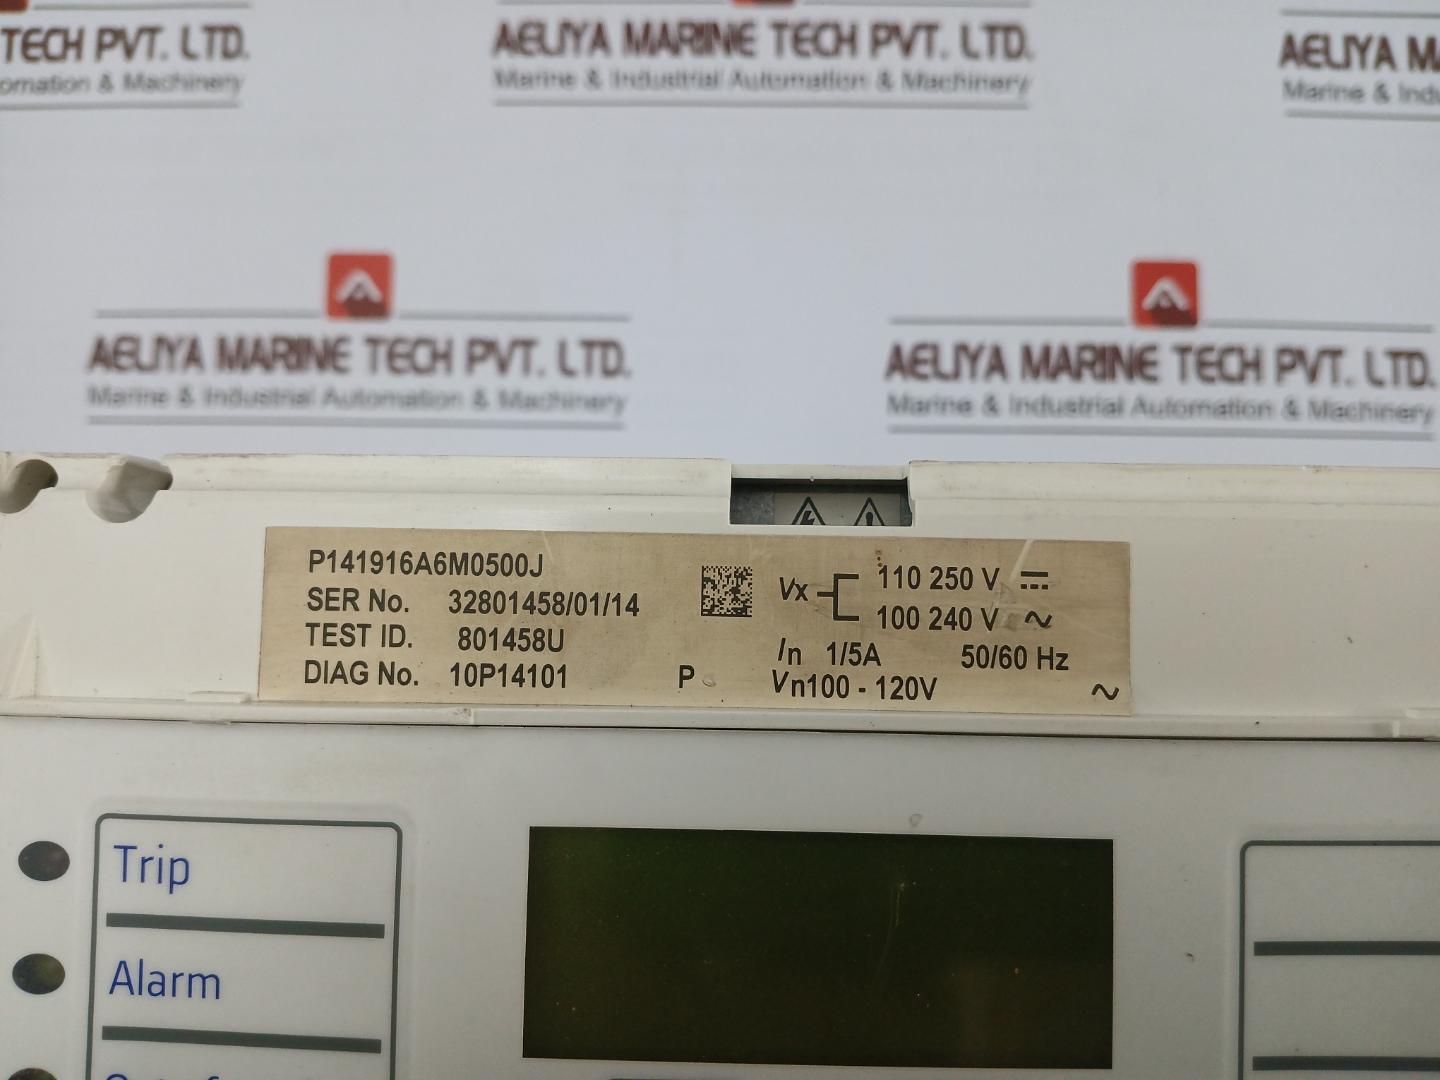 TECH PVT. LTD.
omation & Machinery
AELIYA MARINE TECH PVT. LTD.
Marine & Industrial Automation & Machinery
AELIYA M
Marine & Ind
AELIYA MARINE TECH PVT. LTD.
Marine & Industrial Automation & Machinery
AELIYA MARINE TECH PVT. LTD.
Marine & Industrial Automation & Machinery
P141916A6M0500J
SER No. 32801458/01/14
TEST ID. 801458U
DIAG No. 10P14101
P
Vx 110 250 V ⎓
100 240 V ∿
In 1/5A 50/60 Hz
Vn100 - 120V ∿
Trip
Alarm